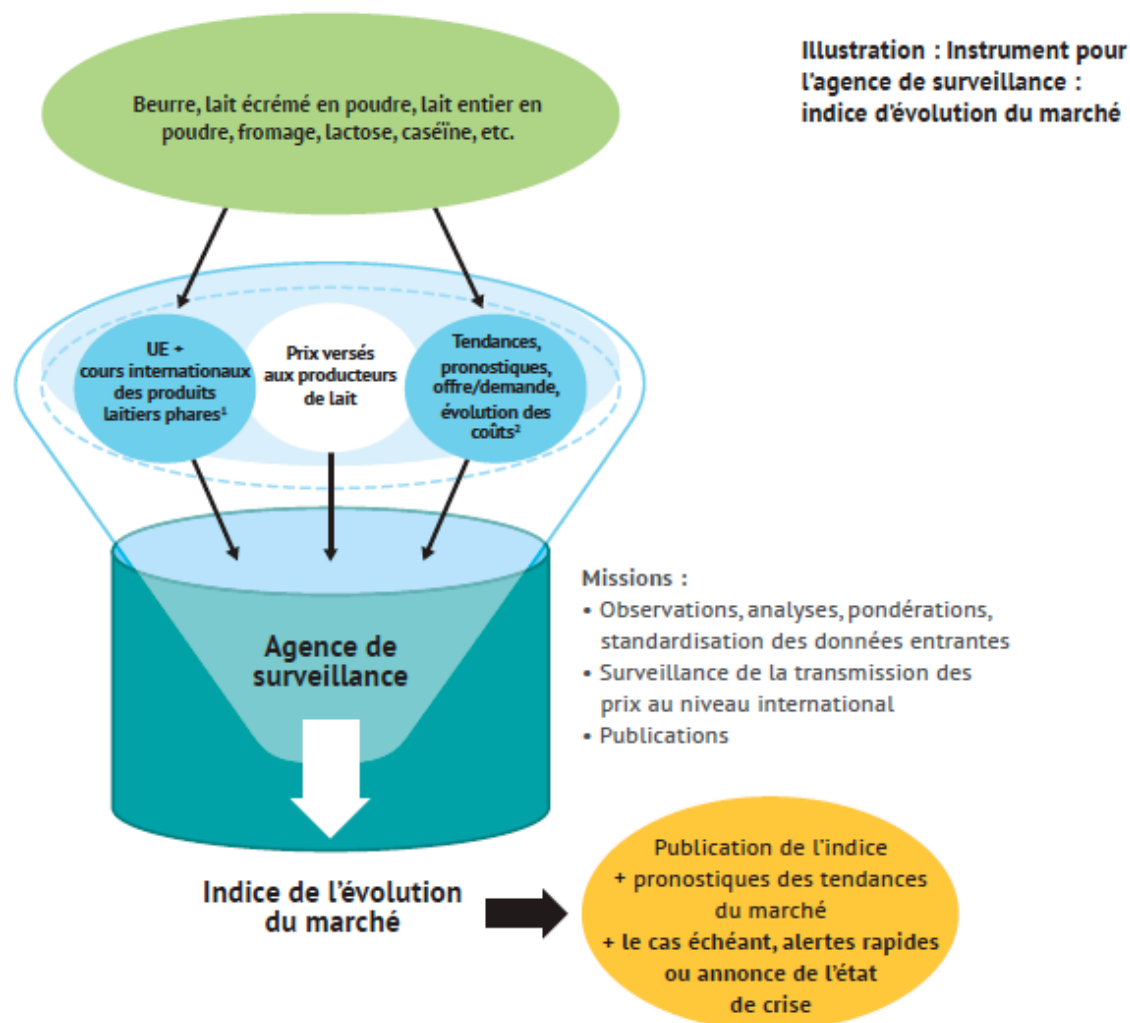 Illustration : Instrument pour
l'agence de surveillance :
indice d'évolution du marché
Beurre, lait écrémé en poudre, lait entier en
poudre, fromage, lactose, caséïne, etc.
UE +
cours internationaux
des produits
laitiers phares¹
Prix versés
aux producteurs
de lait
Tendances,
pronostiques,
offre/demande,
évolution des
coûts²
Agence de
surveillance
Missions :
• Observations, analyses, pondérations,
standardisation des données entrantes
• Surveillance de la transmission des
prix au niveau international
• Publications
Indice de l'évolution
du marché
Publication de l'indice
+ pronostiques des tendances
du marché
+ le cas échéant, alertes rapides
ou annonce de l'état
de crise